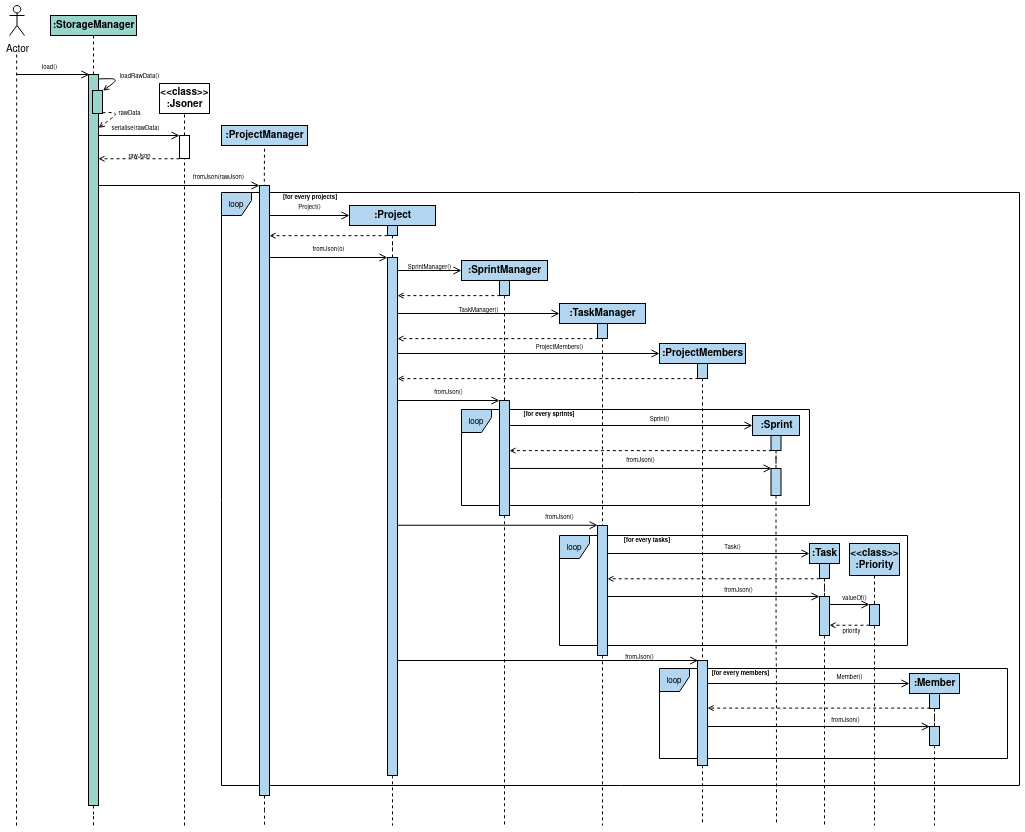 :StorageManager
Actor
load()
loadRawData()
<<class>>
:Jsoner
rawData
serialise(rawData)
:ProjectManager
rawJson
fromJson(rawJson)
loop
[for every projects]
Project()
:Project
fromJson(o)
SprintManager()
:SprintManager
TaskManager()
:TaskManager
ProjectMembers()
:ProjectMembers
fromJson()
loop
[for every sprints]
Sprint()
:Sprint
fromJson()
fromJson()
loop
[for every tasks]
Task()
:Task
<<class>>
:Priority
fromJson()
valueOf()
priority
fromJson()
loop
[for every members]
Member()
:Member
fromJson()